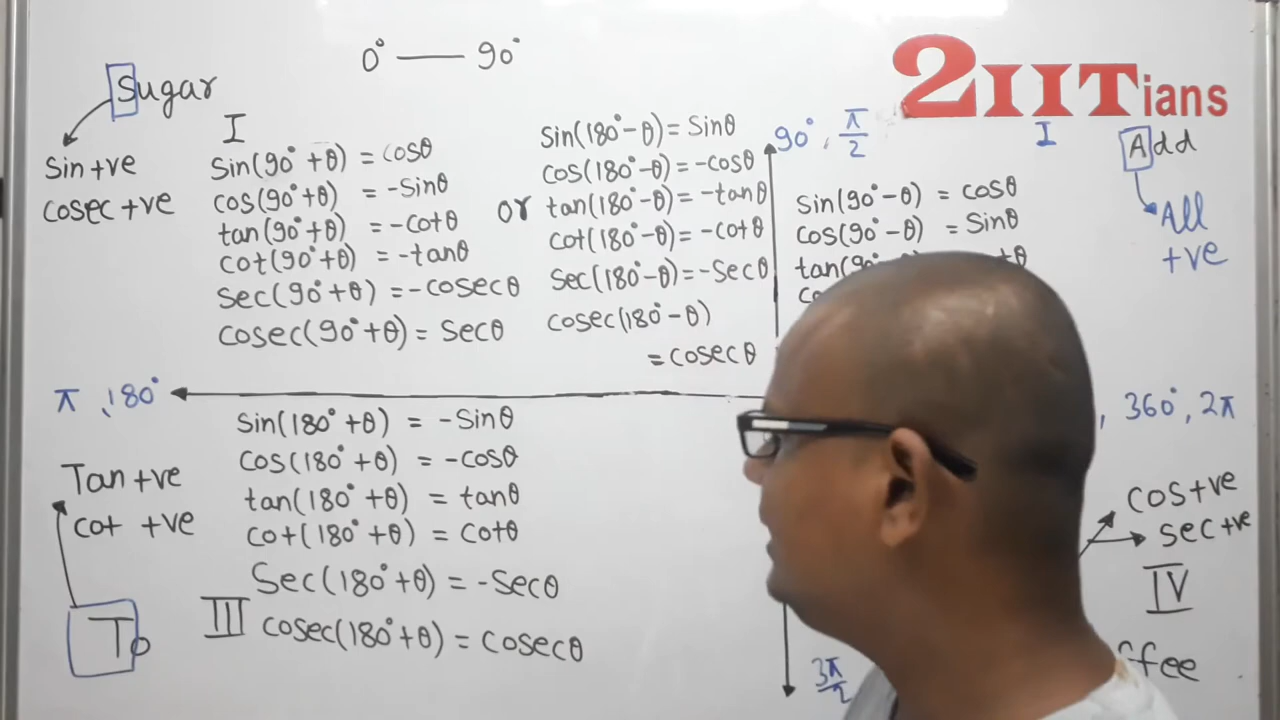 0° — 90°
2IITians
Sugar
Sin +ve
cosec +ve
I
Sin(90° + θ) = cosθ
cos(90° + θ) = -Sinθ
tan(90° + θ) = -cotθ
cot(90° + θ) = -tanθ
sec(90° + θ) = -cosecθ
cosec(90° + θ) = Secθ
or
Sin(180° - θ) = Sinθ
cos(180° - θ) = -cosθ
tan(180° - θ) = -tanθ
cot(180° - θ) = -cotθ
Sec(180° - θ) = -Secθ
cosec(180° - θ)
= cosecθ
90°, π/2
I
Add
All
+ve
sin(90° - θ) = cosθ
cos(90° - θ) = Sinθ
tan(90°
π, 180°
, 360°, 2π
Tan +ve
cot +ve
To
III
Sin(180° + θ) = -Sinθ
cos(180° + θ) = -cosθ
tan(180° + θ) = tanθ
cot(180° + θ) = cotθ
Sec(180° + θ) = -Secθ
cosec(180° + θ) = cosecθ
3π/2
cos +ve
sec +ve
IV
ffee